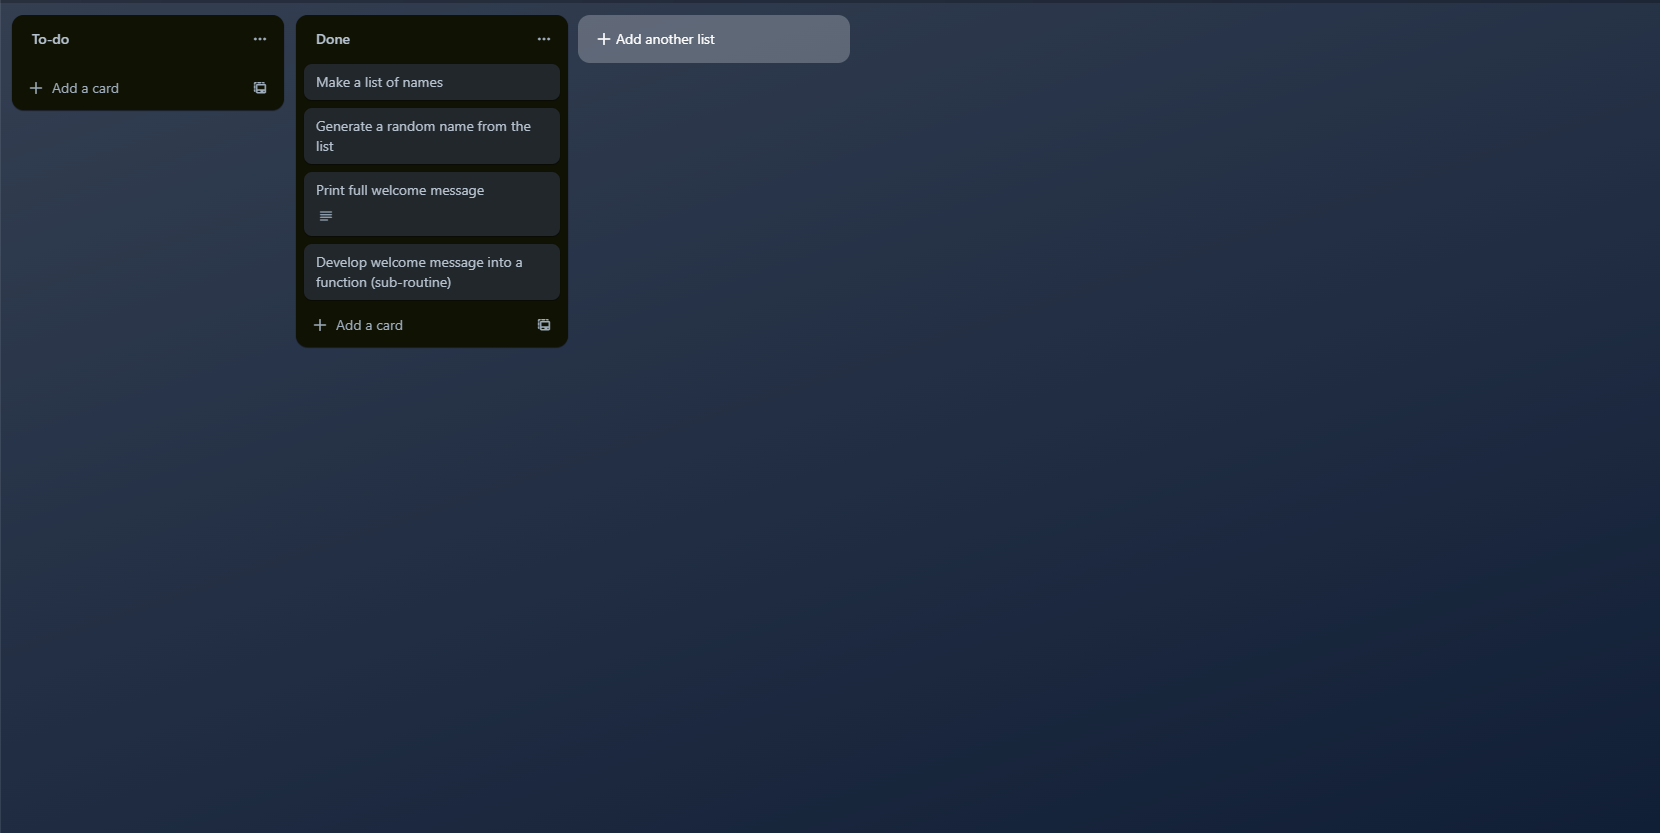 To-do
Add a card
Done
Make a list of names
Generate a random name from the
list
Print full welcome message
Develop welcome message into a
function (sub-routine)
Add a card
Add another list